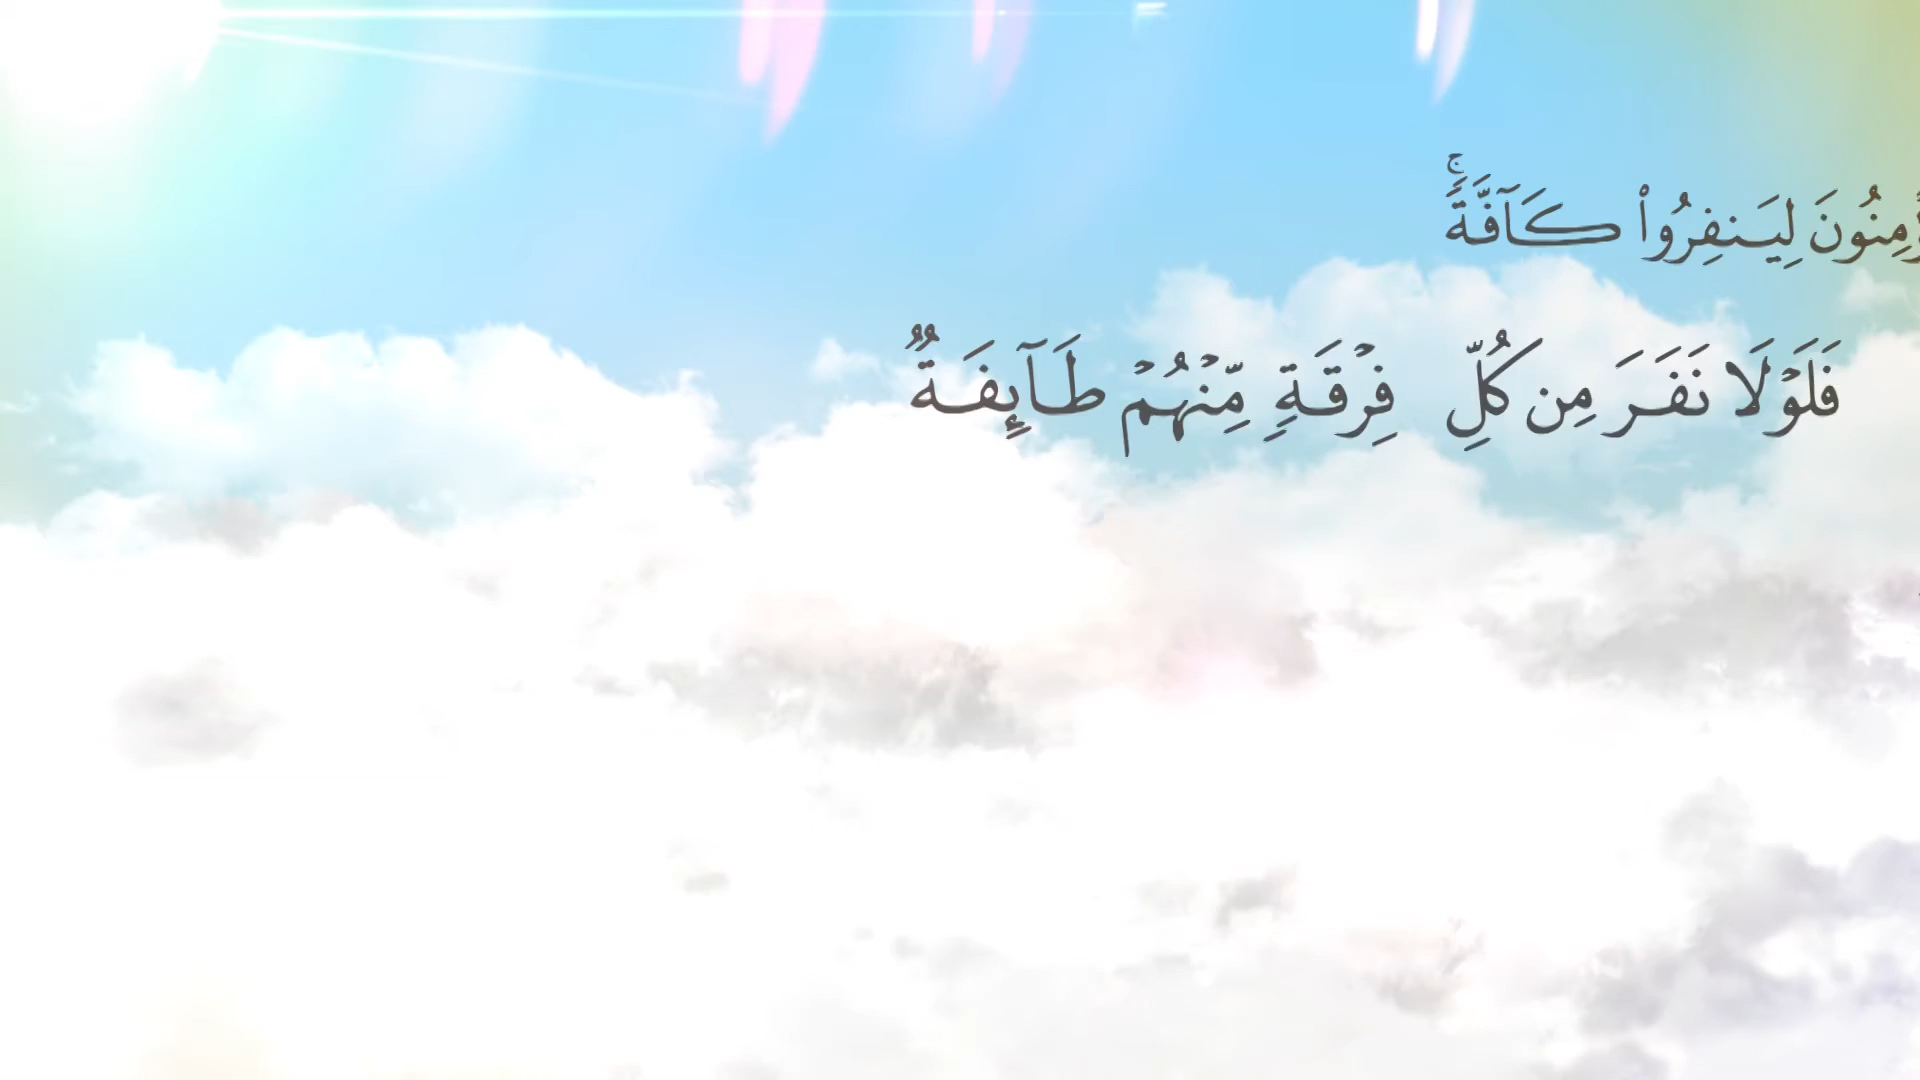 لِيَنفِرُوا۟ كَآفَّةًۚ
فَلَوْلَا نَفَرَ مِن كُلِّ فِرْقَةٍ مِّنْهُمْ طَآئِفَةٌ